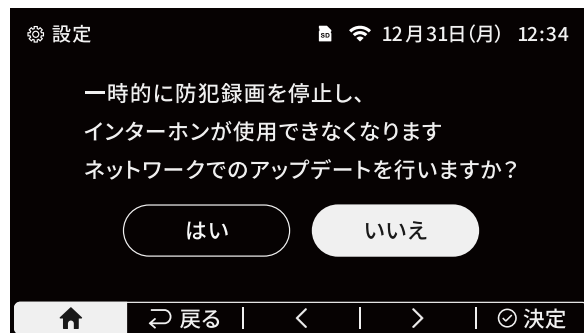 設定 SD 12月31日(月) 12:34
一時的に防犯録画を停止し、
インターホンが使用できなくなります
ネットワークでのアップデートを行いますか？
はい いいえ
戻る 決定